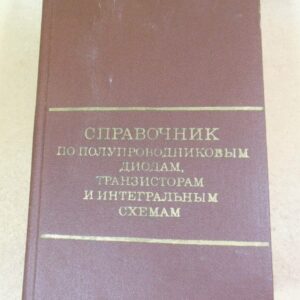 СПРАВОЧНИК
ПО ПОЛУПРОВОДНИКОВЫМ
ДИОДАМ,
ТРАНЗИСТОРАМ
И ИНТЕГРАЛЬНЫМ
СХЕМАМ